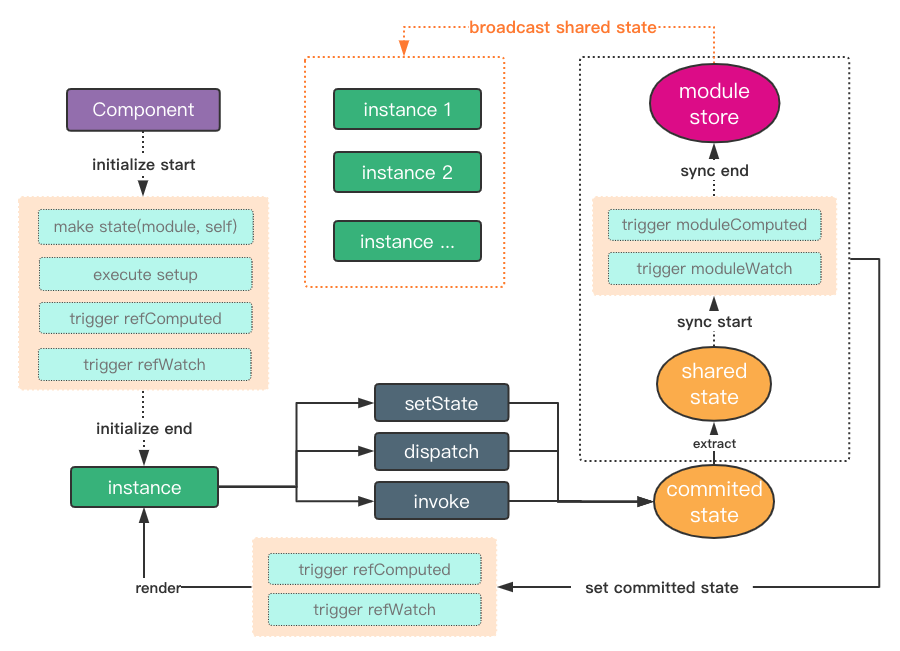 broadcast shared state
Component
initialize start
make state(module, self)
execute setup
trigger refComputed
trigger refWatch
initialize end
instance
instance 1
instance 2
instance ...
module
store
sync end
trigger moduleComputed
trigger moduleWatch
sync start
shared
state
extract
commited
state
setState
dispatch
invoke
set committed state
trigger refComputed
trigger refWatch
render